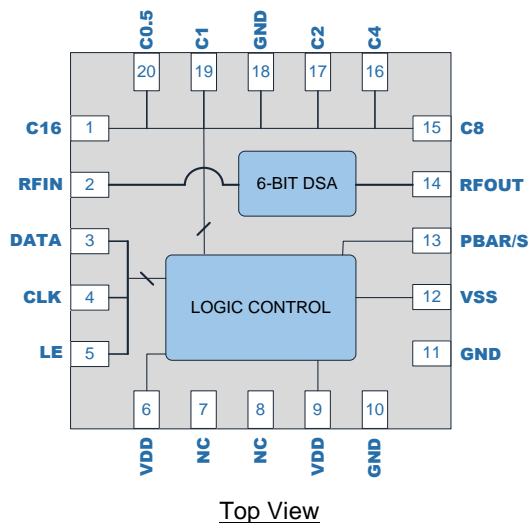 C0.5 C1 GND C2 C4
20 19 18 17 16
C16 1 15 C8
RFIN 2 6-BIT DSA 14 RFOUT
DATA 3 13 PBAR/S
CLK 4 LOGIC CONTROL 12 VSS
LE 5 11 GND
6 7 8 9 10
VDD NC NC VDD GND
Top View